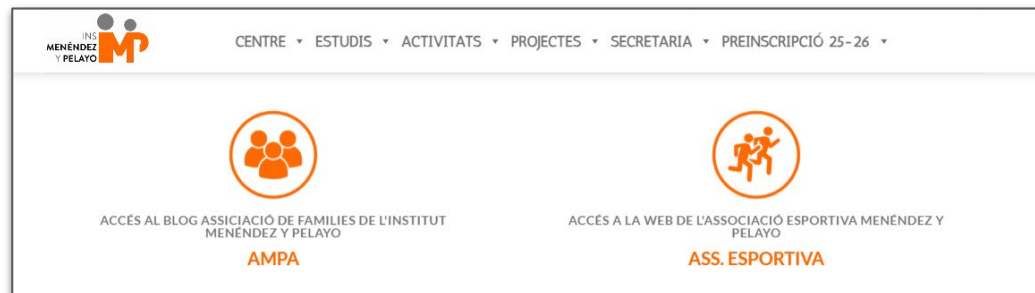 INS
MENÉNDEZ
Y PELAYO
MP
CENTRE ESTUDIS ACTIVITATS PROJECTES SECRETARIA PREINSCRIPCIÓ 25-26
ACCÉS AL BLOG ASSICIACIÓ DE FAMILIES DE L'INSTITUT
MENÉNDEZ Y PELAYO
AMPA
ACCÉS A LA WEB DE L'ASSOCIACIÓ ESPORTIVA MENÉNDEZ Y
PELAYO
ASS. ESPORTIVA